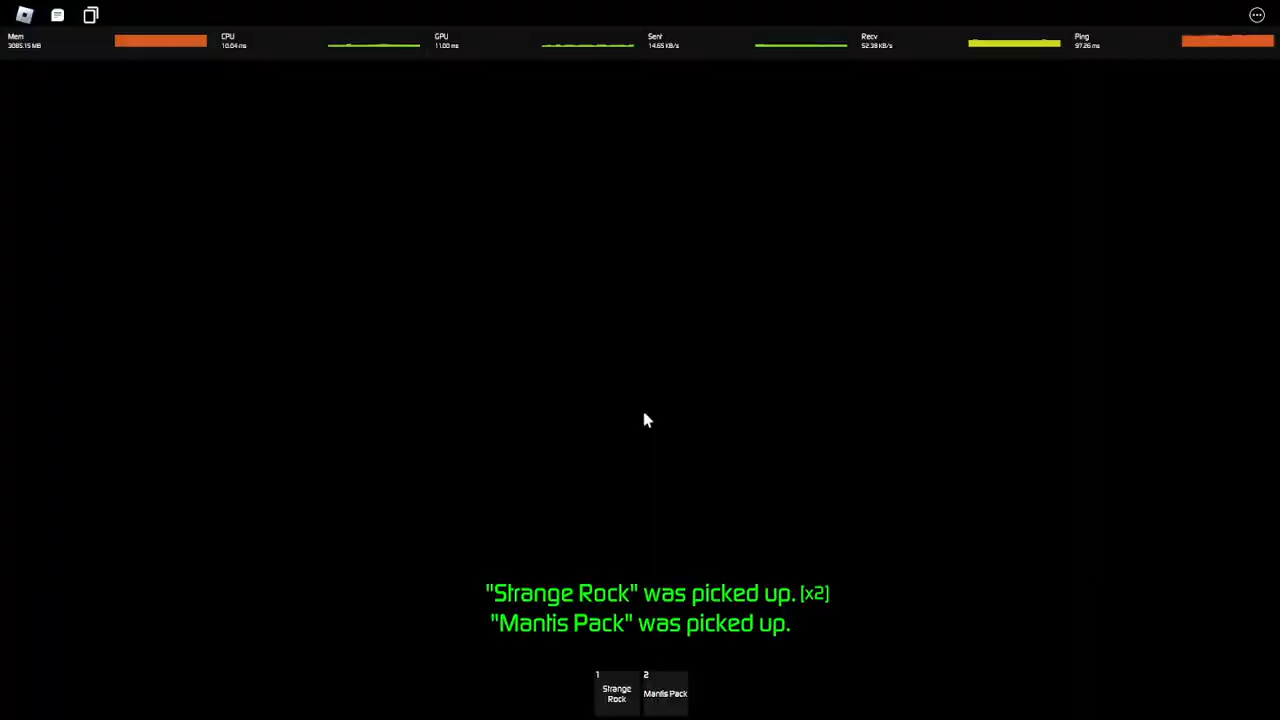 Mem CPU GPU Sent Recv Ping
3085.15 MB 10.04 ms 11.00 ms 14.65 KB/s 52.38 KB/s 97.26 ms
"Strange Rock" was picked up. [x2]
"Mantis Pack" was picked up.
1 2
Strange
Rock
Mantis Pack